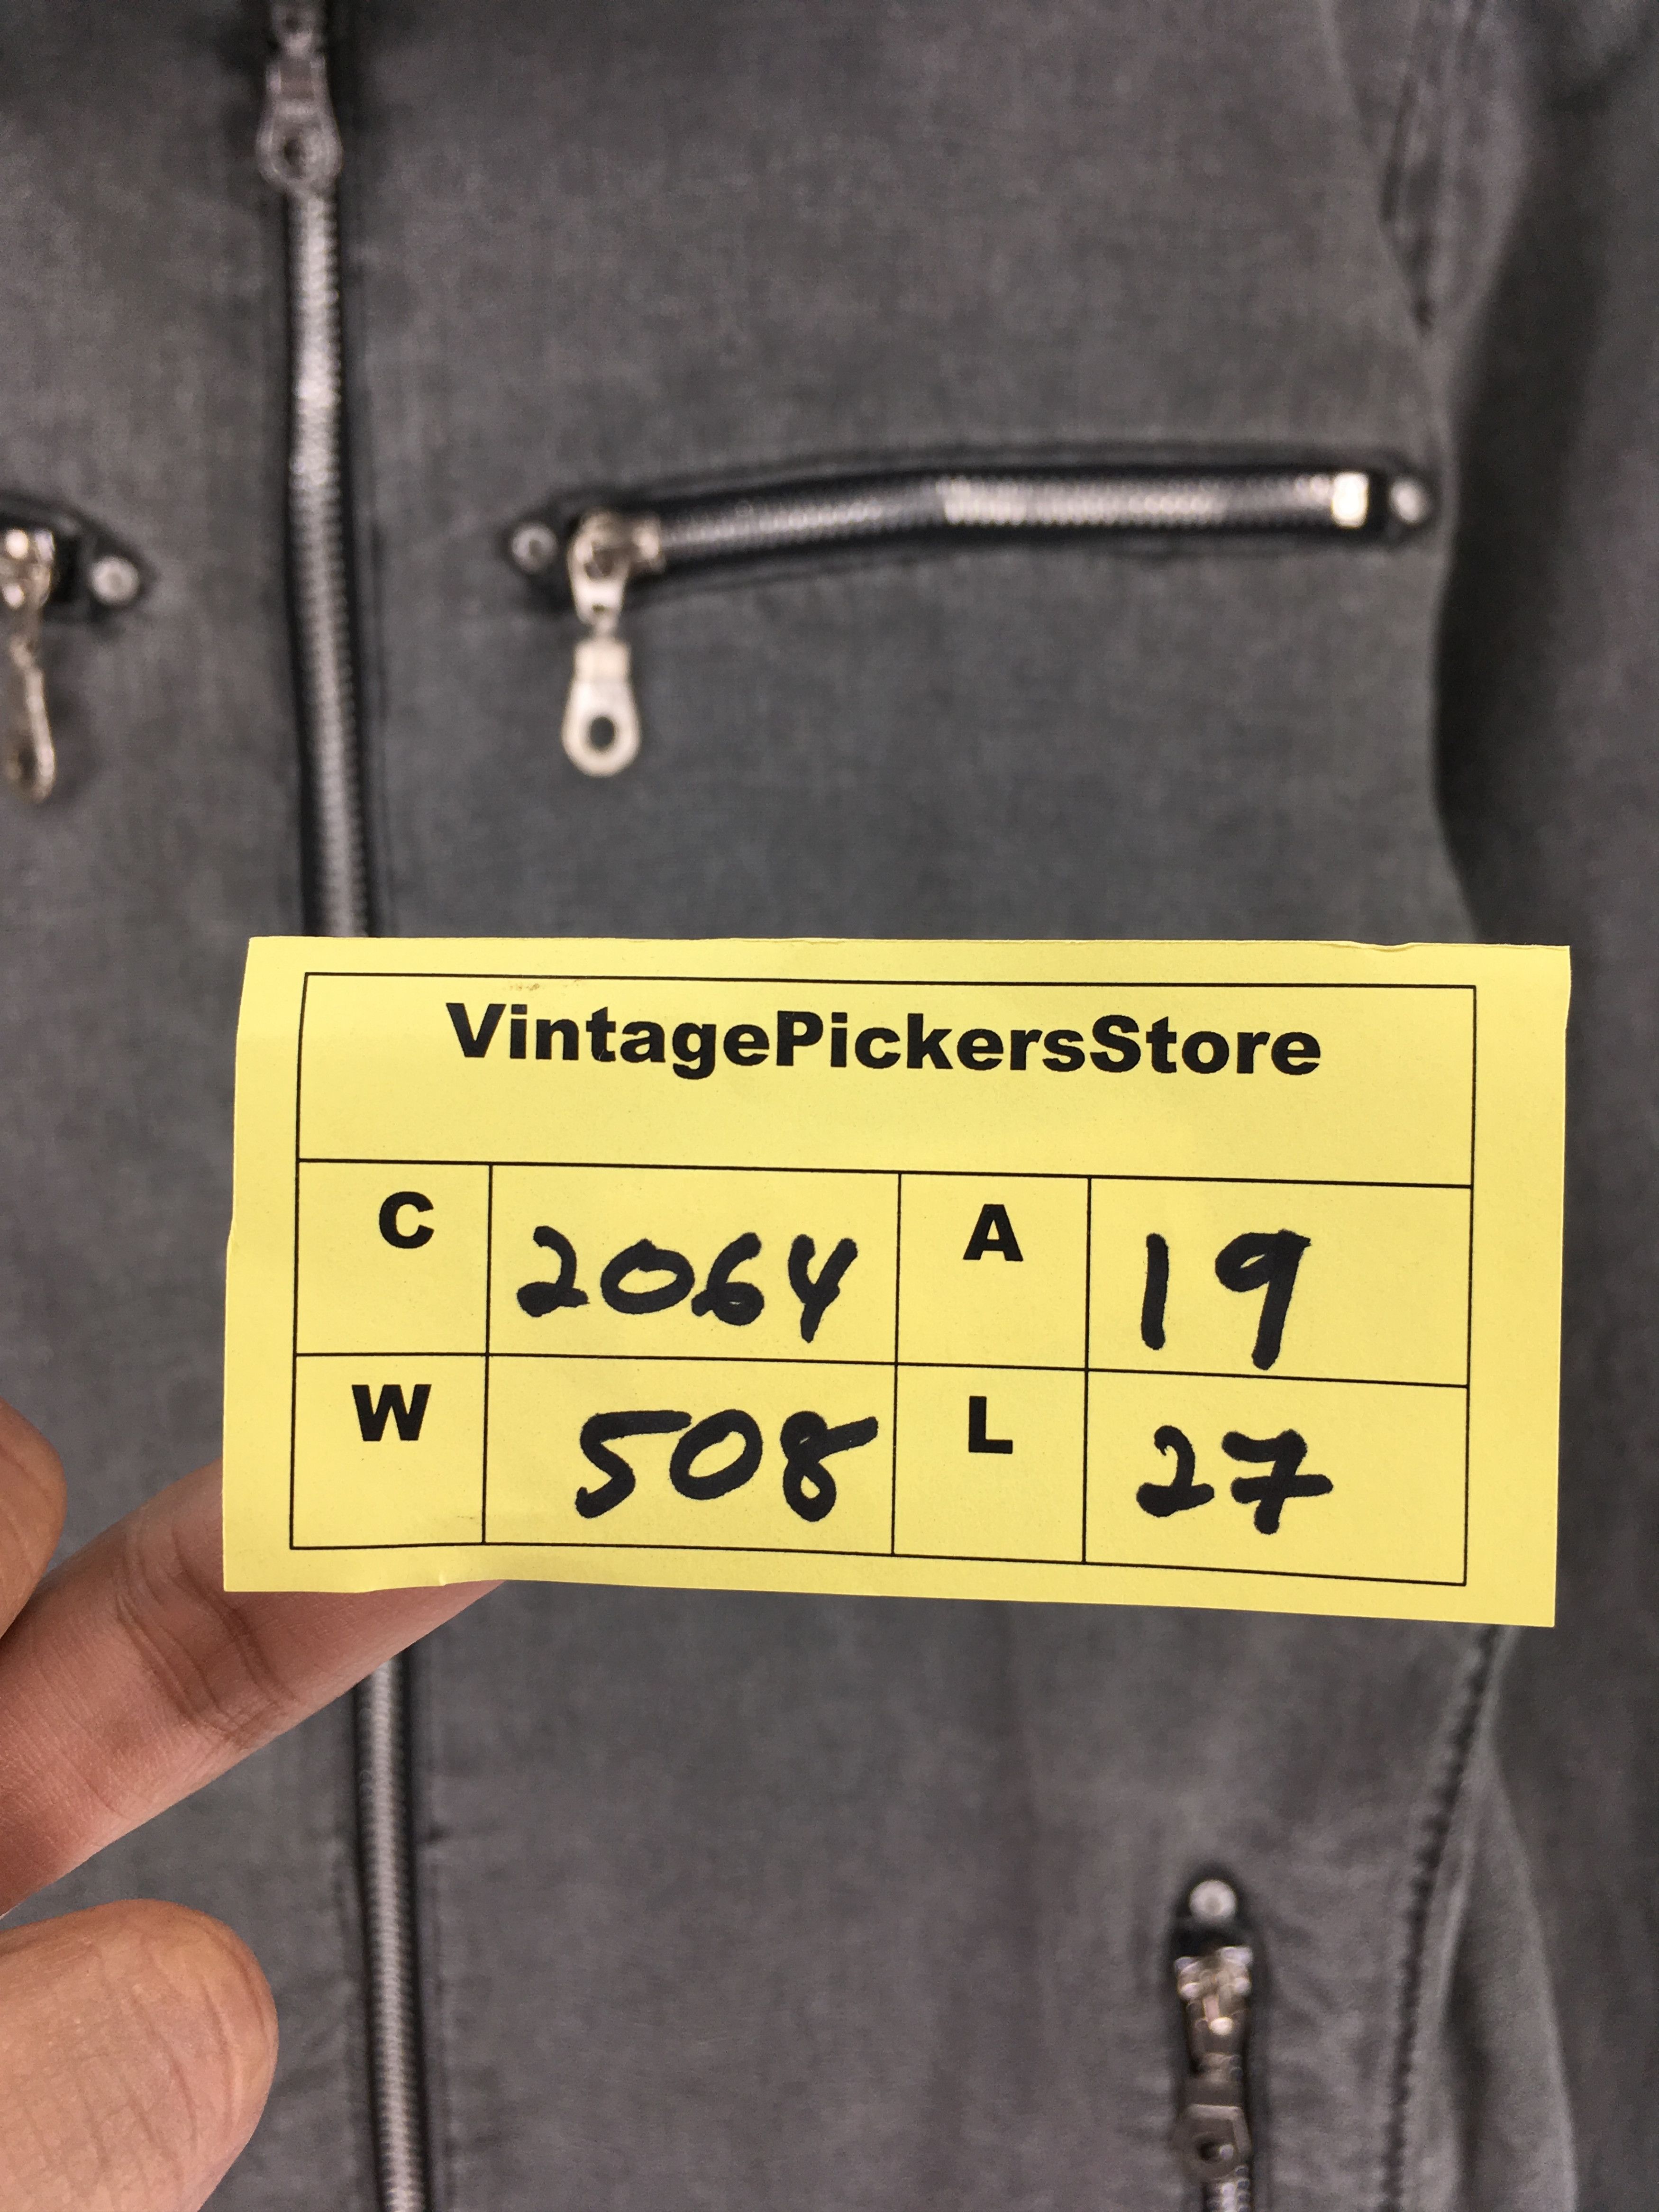 VintagePickersStore
C 2064 A 19
W 508 L 27